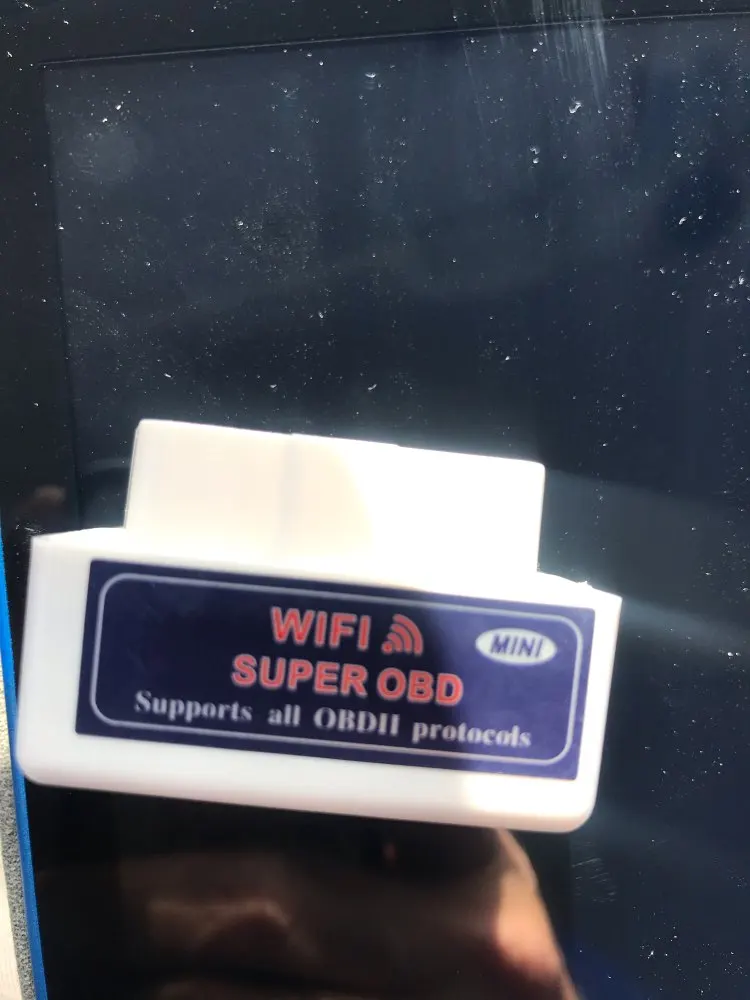 WIFI
MINI
SUPER OBD
Supports all OBDII protocols